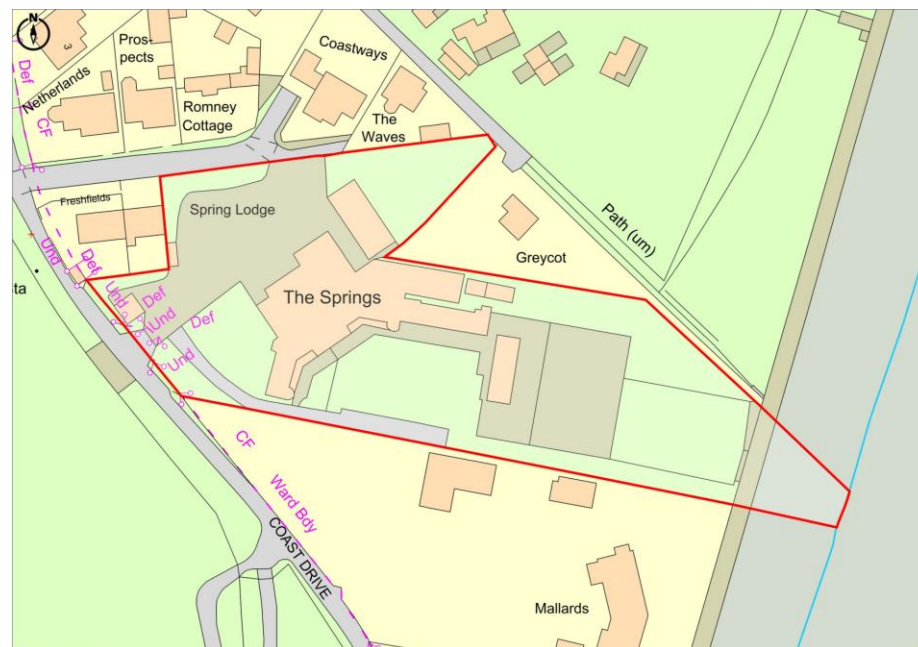 N
3
Pros-
pects
Coastways
Def
Netherlands
Romney
Cottage
The
Waves
CF
Freshfields
Spring Lodge
Path (um)
Greycot
Und
Def
ta
The Springs
Und
Def
Und
Def
Und
CF
Ward Bdy
COAST DRIVE
Mallards